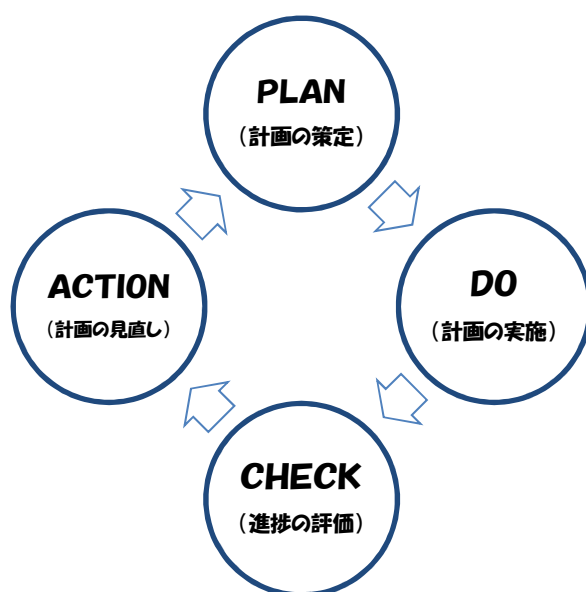 PLAN
（計画の策定）
DO
（計画の実施）
CHECK
（進捗の評価）
ACTION
（計画の見直し）